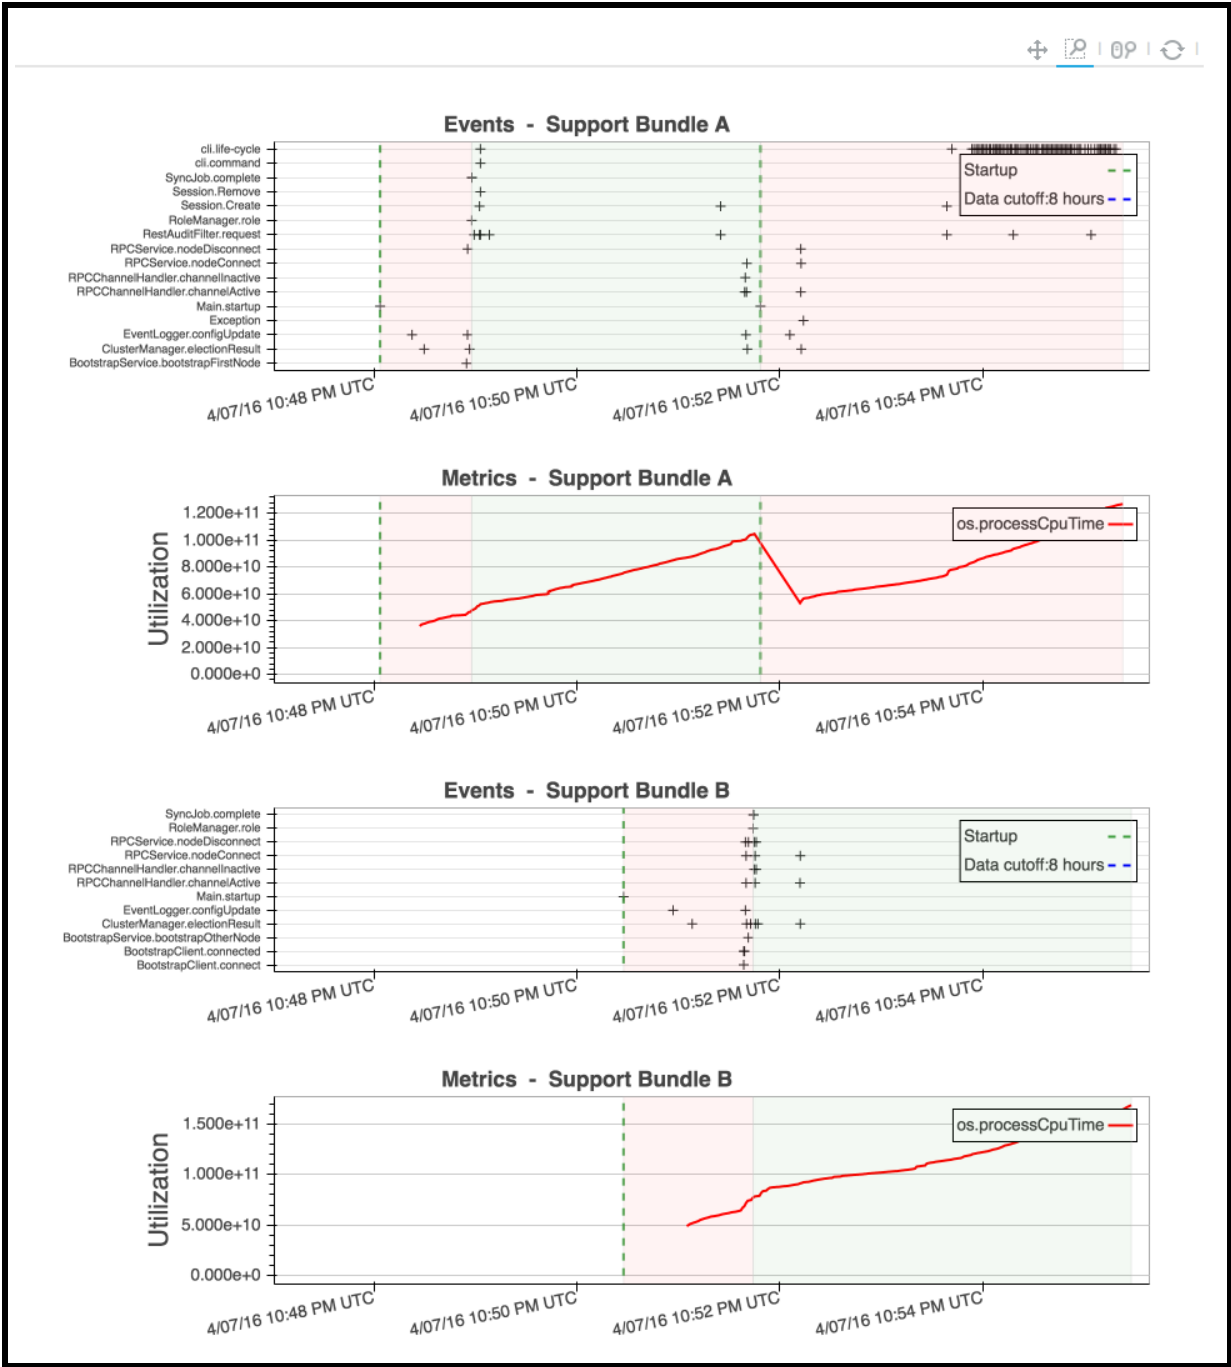 Events - Support Bundle A
cli.life-cycle
cli.command
SyncJob.complete
Session.Remove
Session.Create
RoleManager.role
RestAuditFilter.request
RPCService.nodeDisconnect
RPCService.nodeConnect
RPCChannelHandler.channelInactive
RPCChannelHandler.channelActive
Main.startup
Exception
EventLogger.configUpdate
ClusterManager.electionResult
BootstrapService.bootstrapFirstNode
Startup
Data cutoff:8 hours
4/07/16 10:48 PM UTC
4/07/16 10:50 PM UTC
4/07/16 10:52 PM UTC
4/07/16 10:54 PM UTC
Metrics - Support Bundle A
Utilization
1.200e+11
1.000e+11
8.000e+10
6.000e+10
4.000e+10
2.000e+10
0.000e+0
os.processCpuTime
4/07/16 10:48 PM UTC
4/07/16 10:50 PM UTC
4/07/16 10:52 PM UTC
4/07/16 10:54 PM UTC
Events - Support Bundle B
SyncJob.complete
RoleManager.role
RPCService.nodeDisconnect
RPCService.nodeConnect
RPCChannelHandler.channelInactive
RPCChannelHandler.channelActive
Main.startup
EventLogger.configUpdate
ClusterManager.electionResult
BootstrapService.bootstrapOtherNode
BootstrapClient.connected
BootstrapClient.connect
Startup
Data cutoff:8 hours
4/07/16 10:48 PM UTC
4/07/16 10:50 PM UTC
4/07/16 10:52 PM UTC
4/07/16 10:54 PM UTC
Metrics - Support Bundle B
Utilization
1.500e+11
1.000e+11
5.000e+10
0.000e+0
os.processCpuTime
4/07/16 10:48 PM UTC
4/07/16 10:50 PM UTC
4/07/16 10:52 PM UTC
4/07/16 10:54 PM UTC